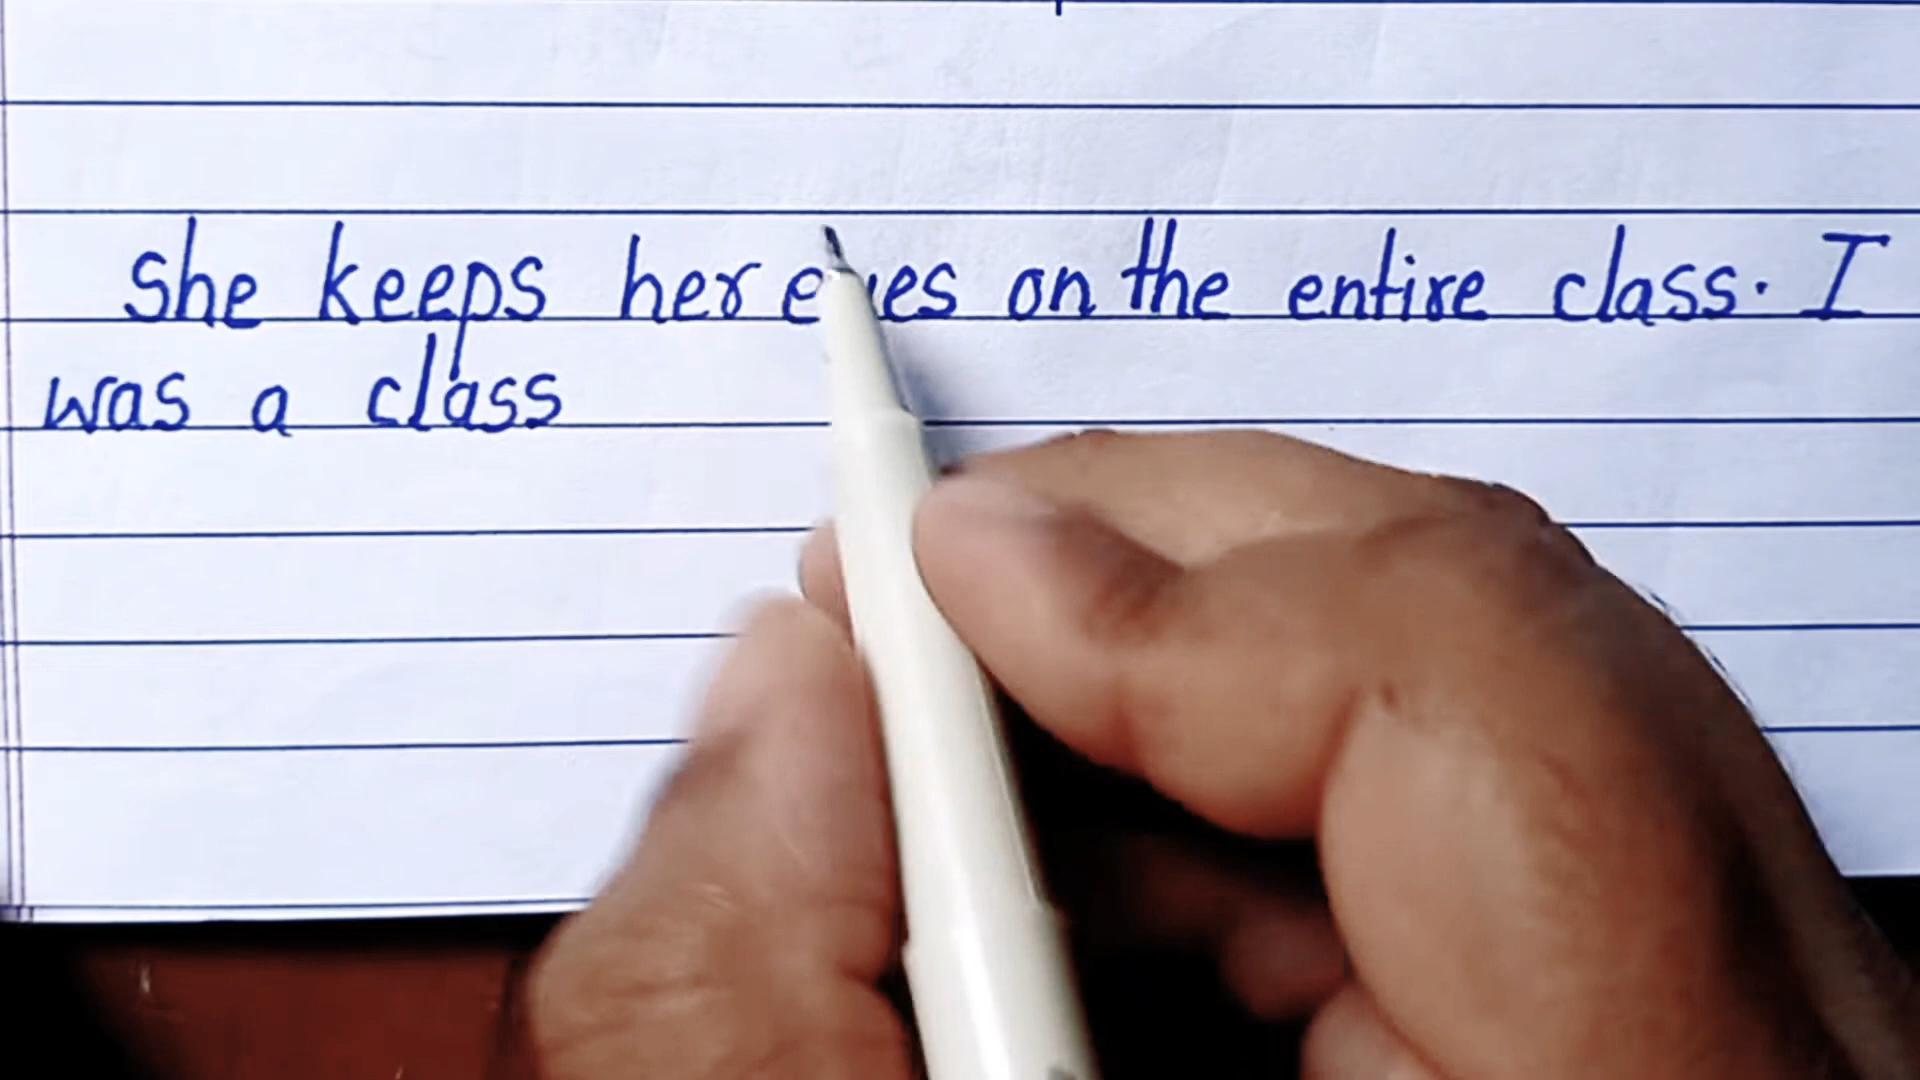 She keeps her eyes on the entire class. I
was a class